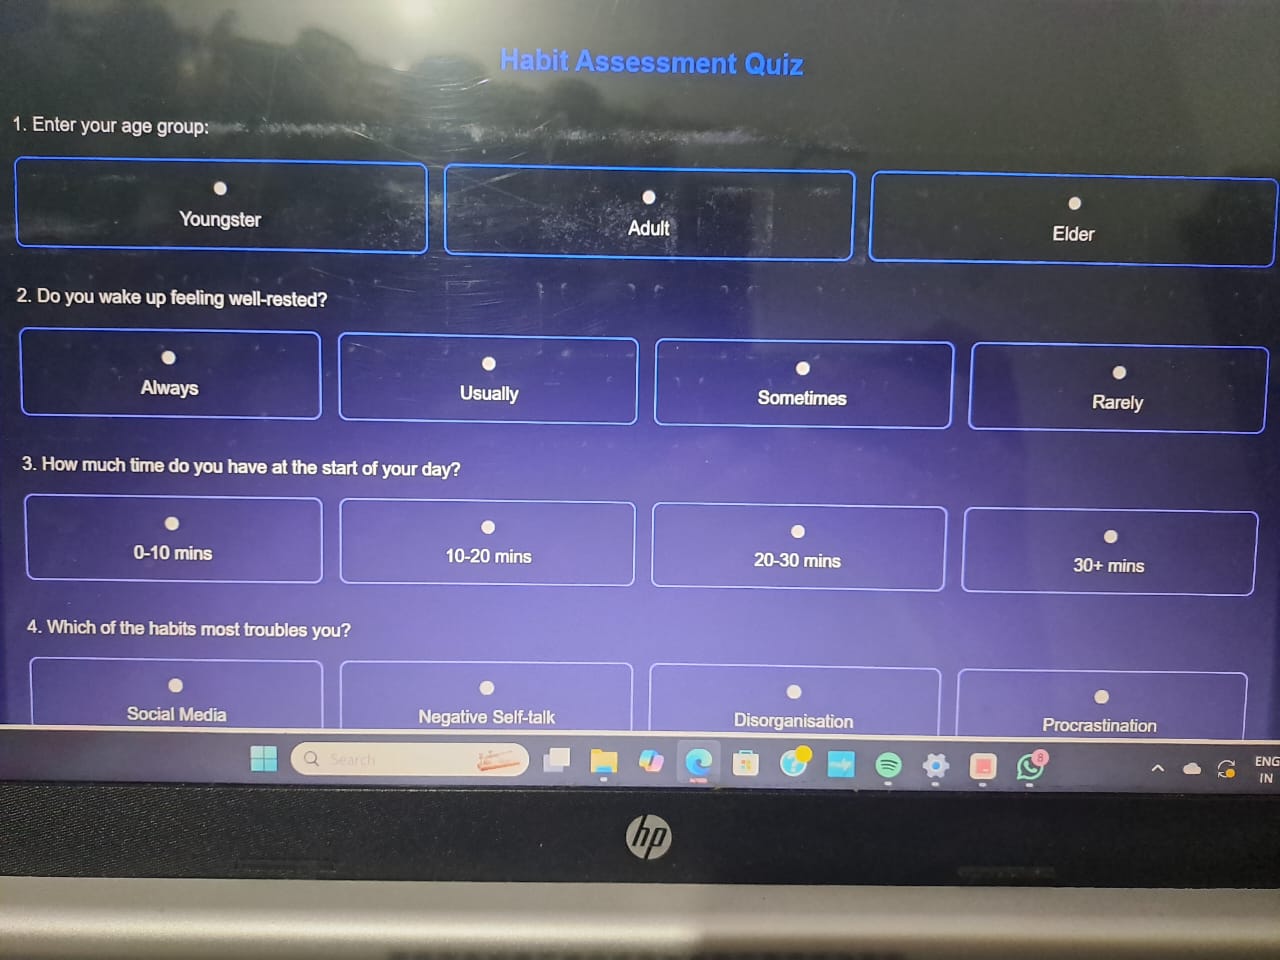 Habit Assessment Quiz
1. Enter your age group:
Youngster
Adult
Elder
2. Do you wake up feeling well-rested?
Always
Usually
Sometimes
Rarely
3. How much time do you have at the start of your day?
0-10 mins
10-20 mins
20-30 mins
30+ mins
4. Which of the habits most troubles you?
Social Media
Negative Self-talk
Disorganisation
Procrastination
Search
8
ENG
IN
hp